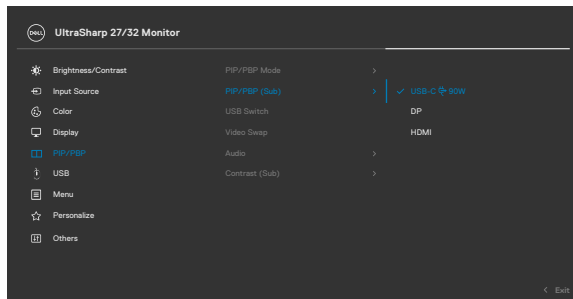 DELL UltraSharp 27/32 Monitor
Brightness/Contrast PIP/PBP Mode
Input Source PIP/PBP (Sub) USB-C 90W
Color USB Switch DP
Display Video Swap HDMI
PIP/PBP Audio
USB Contrast (Sub)
Menu
Personalize
Others
Exit